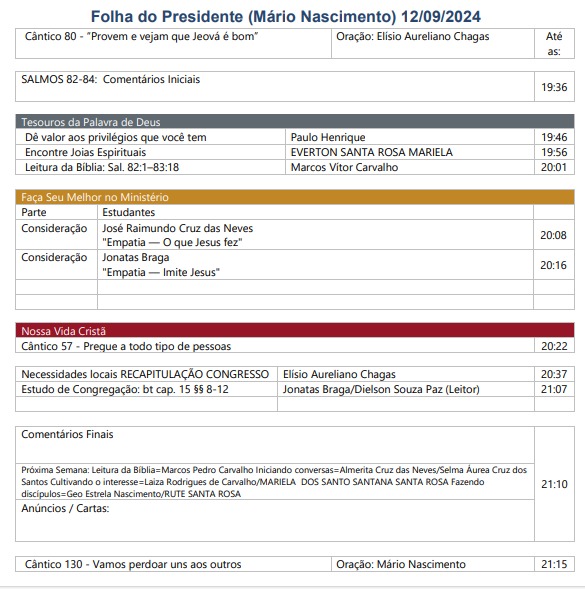 Folha do Presidente (Mário Nascimento) 12/09/2024
Cântico 80 - “Provem e vejam que Jeová é bom” Oração: Elísio Aureliano Chagas Até as:
SALMOS 82-84: Comentários Iniciais 19:36
Tesouros da Palavra de Deus
Dê valor aos privilégios que você tem Paulo Henrique 19:46
Encontre Joias Espirituais EVERTON SANTA ROSA MARIELA 19:56
Leitura da Bíblia: Sal. 82:1–83:18 Marcos Vitor Carvalho 20:01
Faça Seu Melhor no Ministério
Parte Estudantes
Consideração José Raimundo Cruz das Neves
"Empatia — O que Jesus fez" 20:08
Consideração Jonatas Braga
"Empatia — Imite Jesus" 20:16
Nossa Vida Cristã
Cântico 57 - Pregue a todo tipo de pessoas 20:22
Necessidades locais RECAPITULAÇÃO CONGRESSO Elísio Aureliano Chagas 20:37
Estudo de Congregação: bt cap. 15 §§ 8-12 Jonatas Braga/Dielson Souza Paz (Leitor) 21:07
Comentários Finais
Próxima Semana: Leitura da Bíblia=Marcos Pedro Carvalho Iniciando conversas=Almerita Cruz das Neves/Selma Áurea Cruz dos
Santos Cultivando o interesse=Laiza Rodrigues de Carvalho/MARIELA DOS SANTO SANTANA SANTA ROSA Fazendo
discípulos=Geo Estrela Nascimento/RUTE SANTA ROSA
21:10
Anúncios / Cartas:
Cântico 130 - Vamos perdoar uns aos outros Oração: Mário Nascimento 21:15